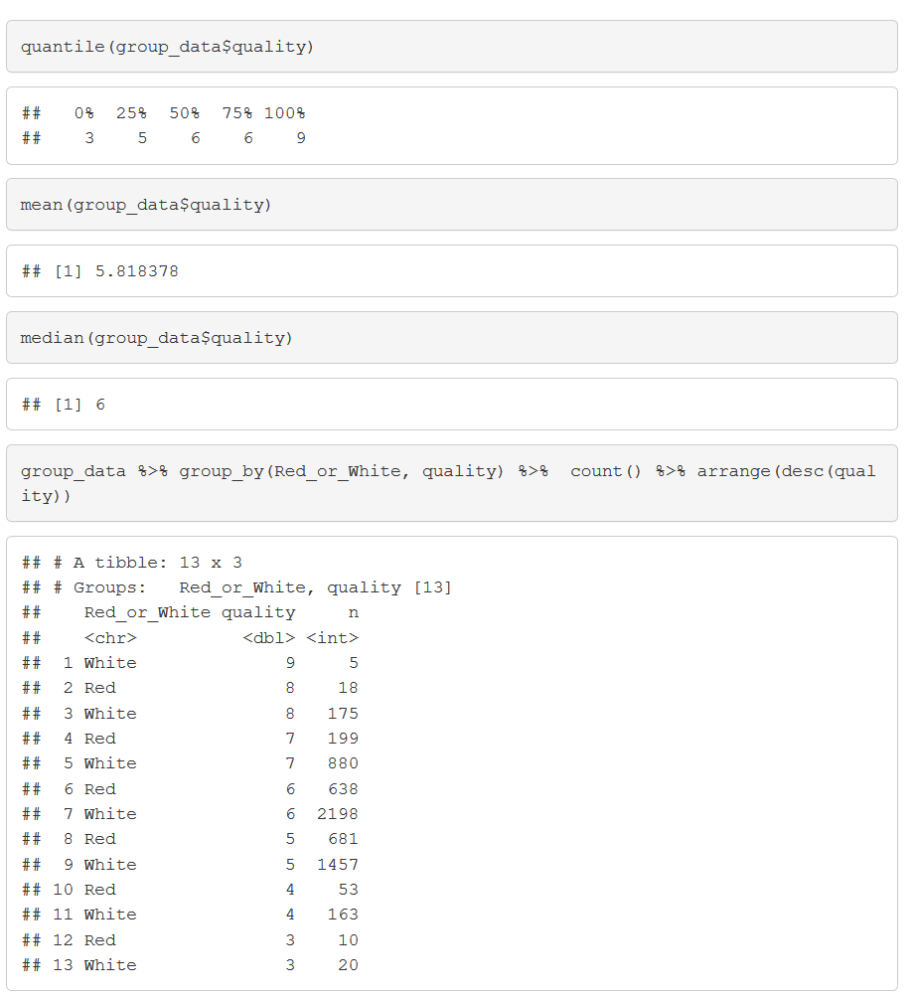 quantile(group_data$quality)
##   0%  25%  50%  75% 100%
##    3    5    6    6    9
mean(group_data$quality)
## [1] 5.818378
median(group_data$quality)
## [1] 6
group_data %>% group_by(Red_or_White, quality) %>%  count() %>% arrange(desc(qual
ity))
## # A tibble: 13 x 3
## # Groups:   Red_or_White, quality [13]
##    Red_or_White quality     n
##    <chr>          <dbl> <int>
##  1 White              9     5
##  2 Red                8    18
##  3 White              8   175
##  4 Red                7   199
##  5 White              7   880
##  6 Red                6   638
##  7 White              6  2198
##  8 Red                5   681
##  9 White              5  1457
## 10 Red                4    53
## 11 White              4   163
## 12 Red                3    10
## 13 White              3    20